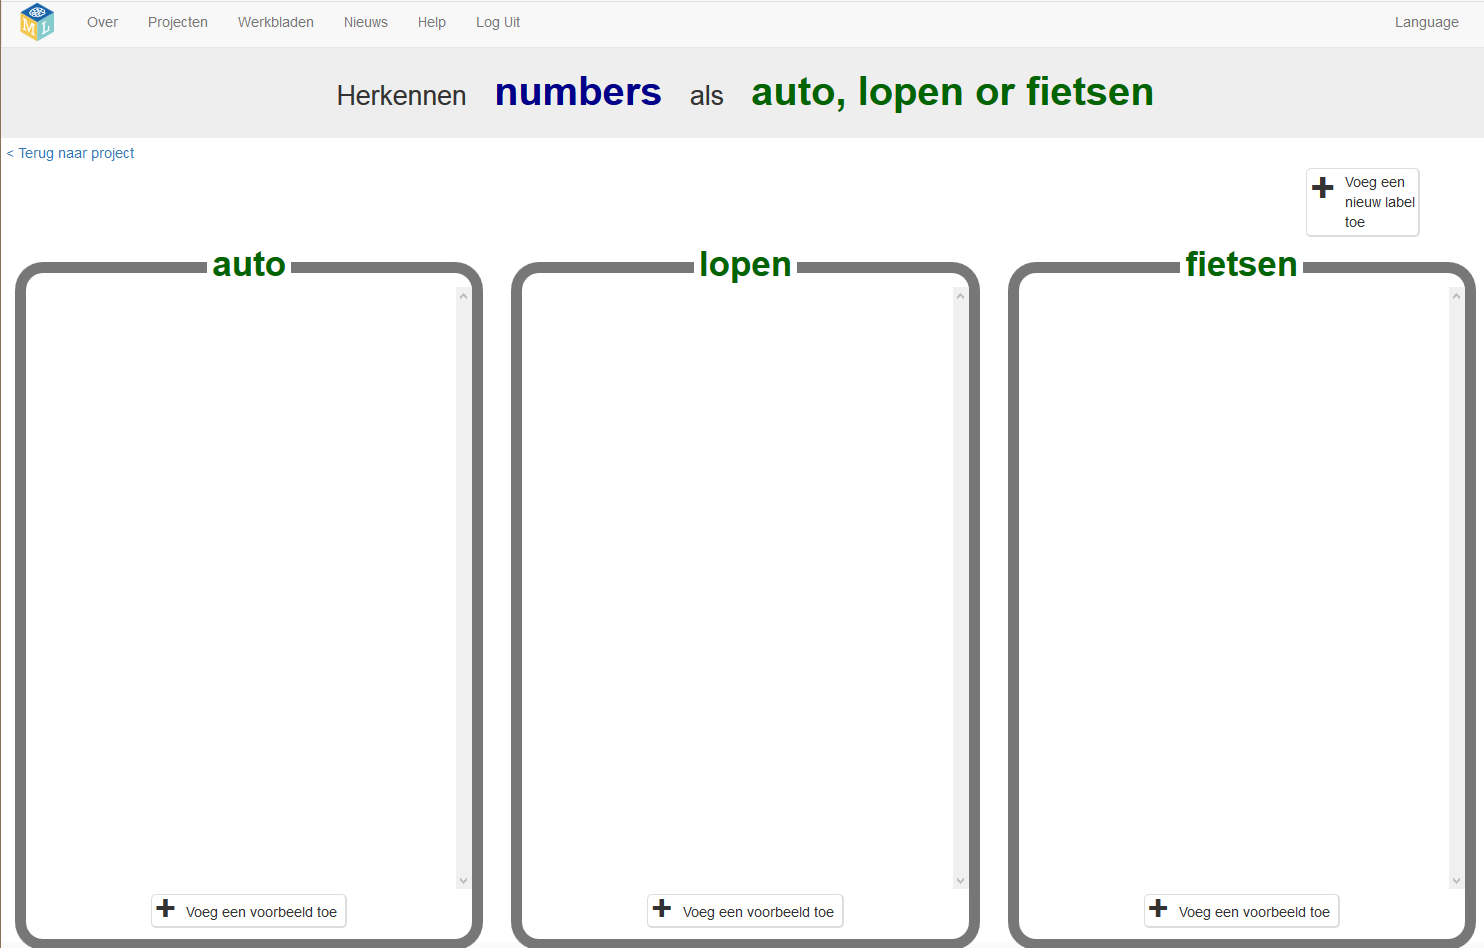 M L
Over Projecten Werkbladen Nieuws Help Log Uit Language
Herkennen numbers als auto, lopen or fietsen
< Terug naar project
Voeg een
nieuw label
toe
auto lopen fietsen
Voeg een voorbeeld toe Voeg een voorbeeld toe Voeg een voorbeeld toe